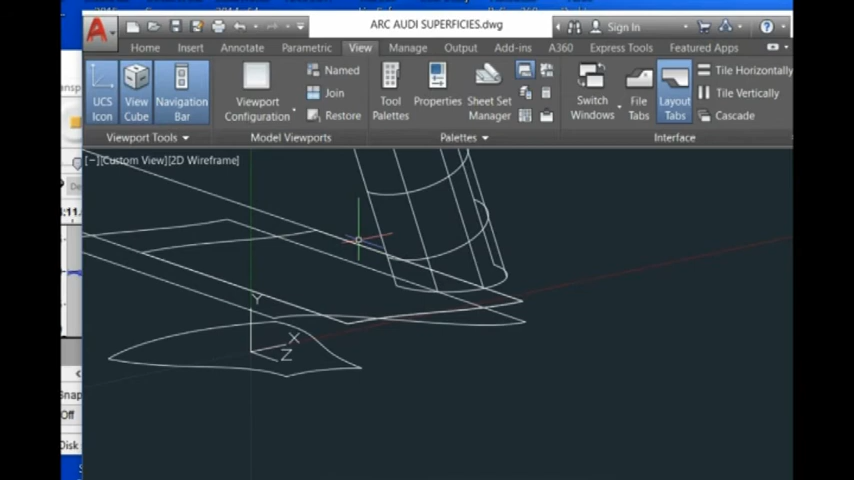 ARC AUDI SUPERFICIES.dwg
Sign In
Home Insert Annotate Parametric View Manage Output Add-ins A360 Express Tools Featured Apps
UCS Icon
View Cube
Navigation Bar
Viewport Configuration
Named
Join
Restore
Tool Palettes
Properties
Sheet Set Manager
Switch Windows
File Tabs
Layout Tabs
Tile Horizontally
Tile Vertically
Cascade
Viewport Tools
Model Viewports
Palettes
Interface
[−][Custom View][2D Wireframe]
Y
X
Z
Off